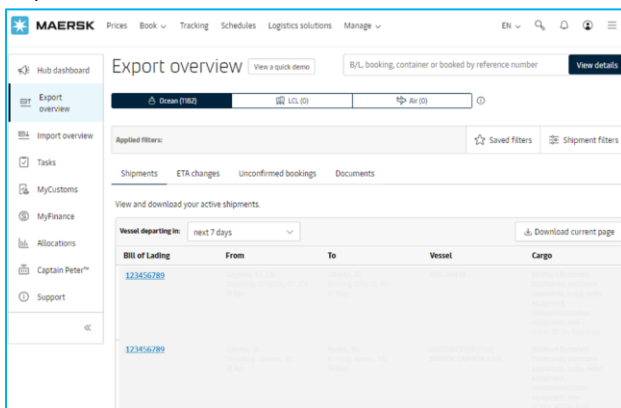 MAERSK Prices Book Tracking Schedules Logistics solutions Manage EN
Export overview View a quick demo B/L, booking, container or booked by reference number View details
Hub dashboard
Export
overview
Import overview
Tasks
MyCustoms
MyFinance
Allocations
Captain Peter™
Support
Ocean (1182) LCL (0) Air (0)
Applied filters: Saved filters Shipment filters
Shipments ETA changes Unconfirmed bookings Documents
View and download your active shipments.
Vessel departing in: next 7 days Download current page
Bill of Lading From To Vessel Cargo
123456789
123456789